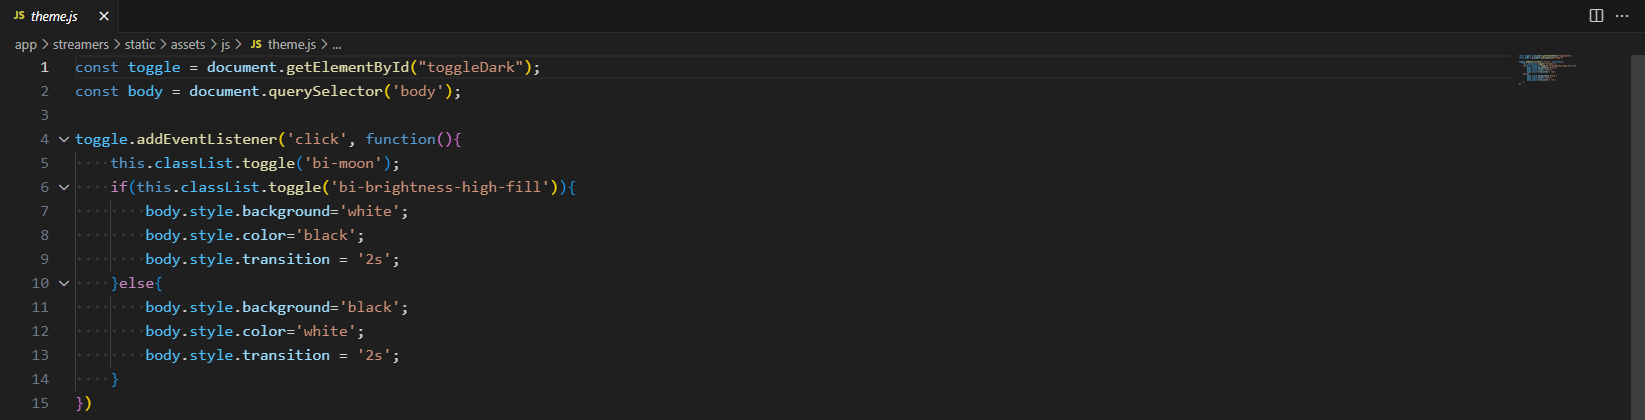 JS theme.js ×
app > streamers > static > assets > js > JS theme.js > ...
1 const toggle = document.getElementById("toggleDark");
2 const body = document.querySelector('body');
3
4 toggle.addEventListener('click', function(){
5 ····this.classList.toggle('bi-moon');
6 ····if(this.classList.toggle('bi-brightness-high-fill')){
7 ········body.style.background='white';
8 ········body.style.color='black';
9 ········body.style.transition = '2s';
10 ····}else{
11 ········body.style.background='black';
12 ········body.style.color='white';
13 ········body.style.transition = '2s';
14 ····}
15 })